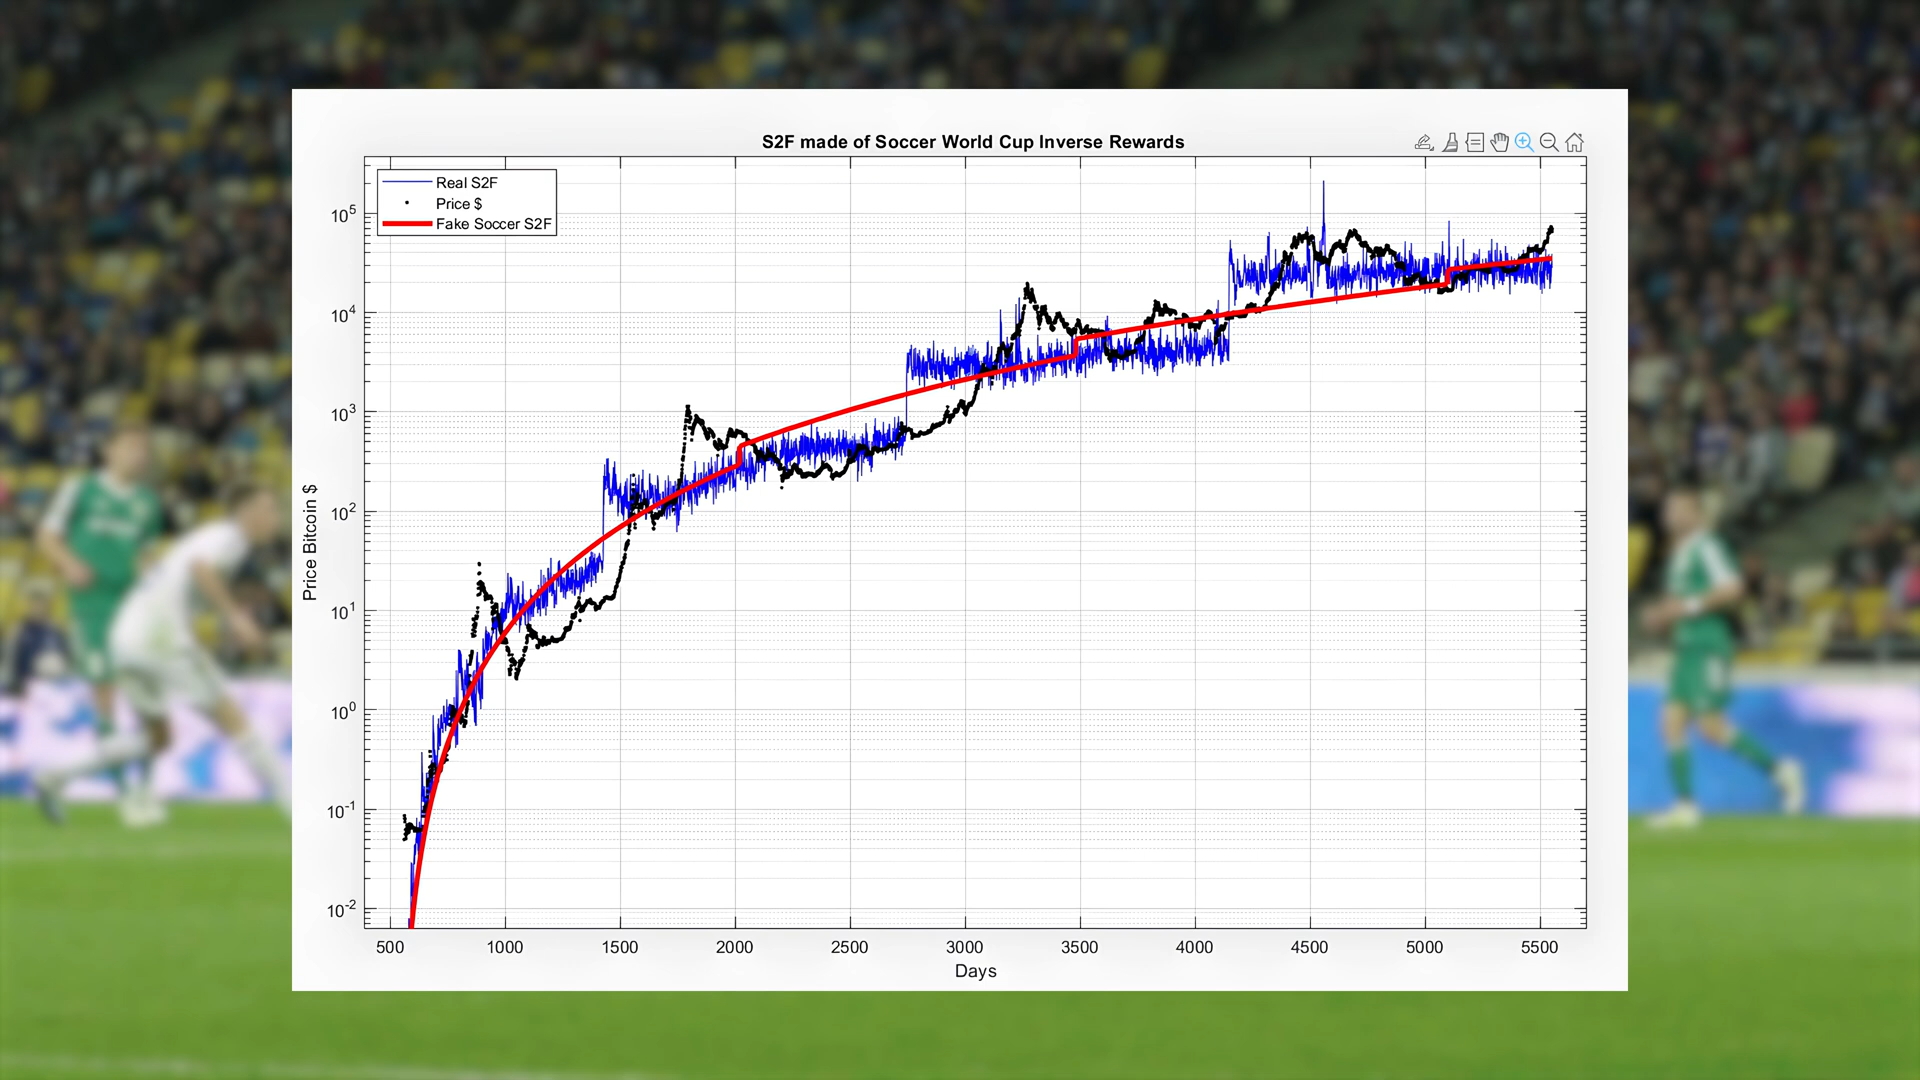 S2F made of Soccer World Cup Inverse Rewards
Real S2F
Price $
Fake Soccer S2F
Price Bitcoin $
10^5
10^4
10^3
10^2
10^1
10^0
10^-1
10^-2
500 1000 1500 2000 2500 3000 3500 4000 4500 5000 5500
Days